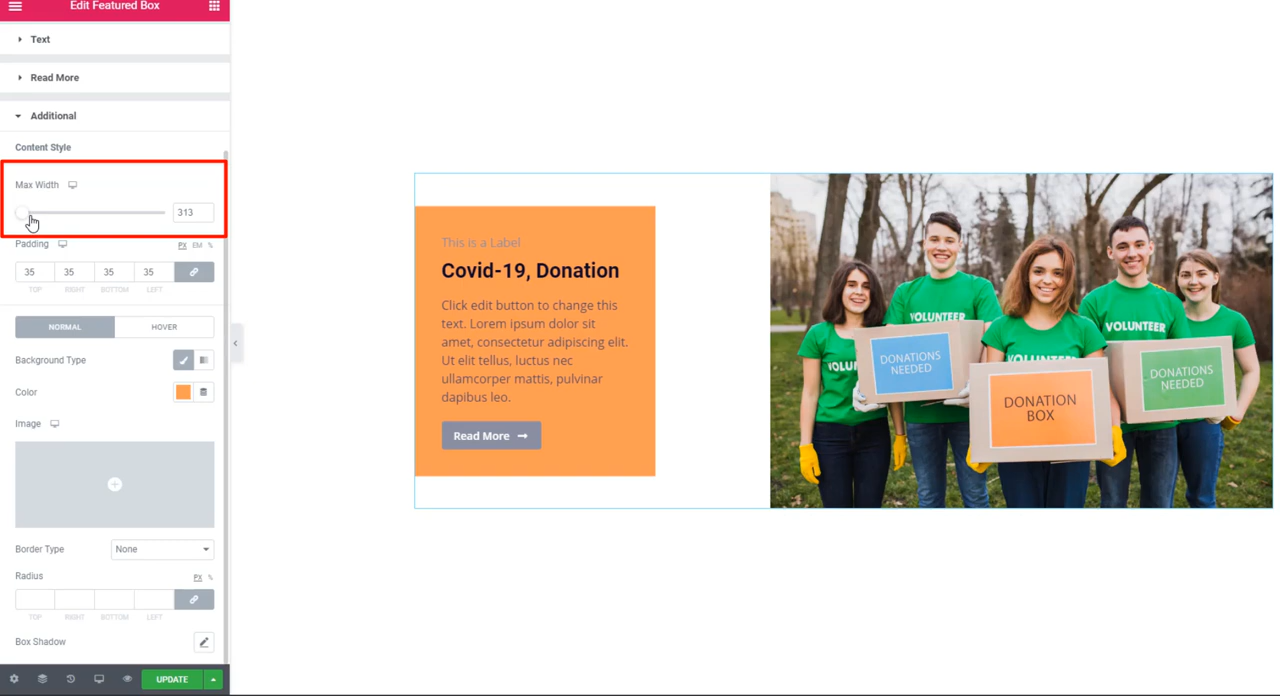 Edit Featured Box
Text
Read More
Additional
Content Style
Max Width
313
Padding
PX EM %
35 35 35 35
TOP RIGHT BOTTOM LEFT
NORMAL HOVER
Background Type
Color
Image
Border Type None
Radius PX %
TOP RIGHT BOTTOM LEFT
Box Shadow
UPDATE
This is a Label
Covid-19, Donation
Click edit button to change this
text. Lorem ipsum dolor sit
amet, consectetur adipiscing elit.
Ut elit tellus, luctus nec
ullamcorper mattis, pulvinar
dapibus leo.
Read More
VOLUNTEER
VOLUNTEER
VOLUNTEER
DONATIONS
NEEDED
DONATION
BOX
DONATIONS
NEEDED